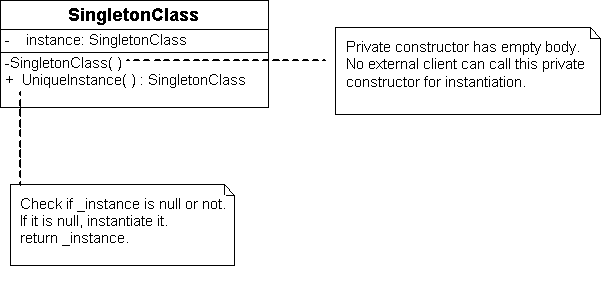 SingletonClass
- instance: SingletonClass
-SingletonClass( )
+ UniqueInstance( ) : SingletonClass
Private constructor has empty body.
No external client can call this private
constructor for instantiation.
Check if _instance is null or not.
If it is null, instantiate it.
return _instance.